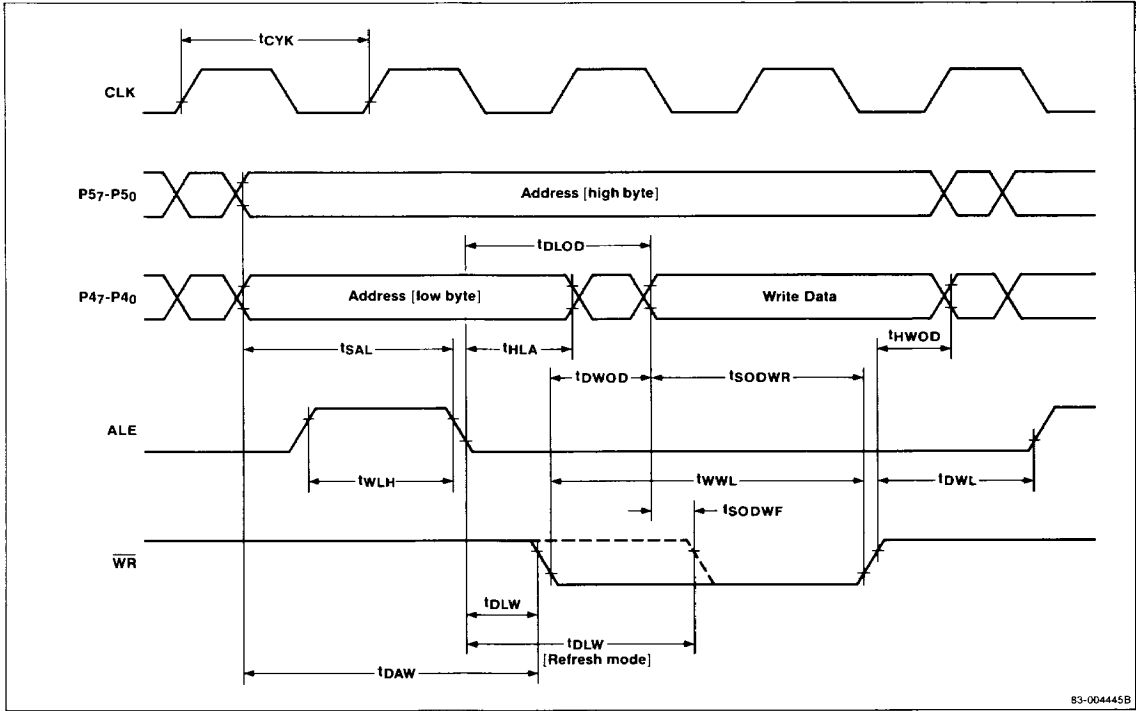 tCYK
CLK
P57-P50
Address [high byte]
tDLOD
P47-P40
Address [low byte]
Write Data
tSAL
tHLA
tHWOD
tDWOD
tSODWR
ALE
tWLH
tWWL
tDWL
tSODWF
WR
tDLW
tDLW
[Refresh mode]
tDAW
83-004445B